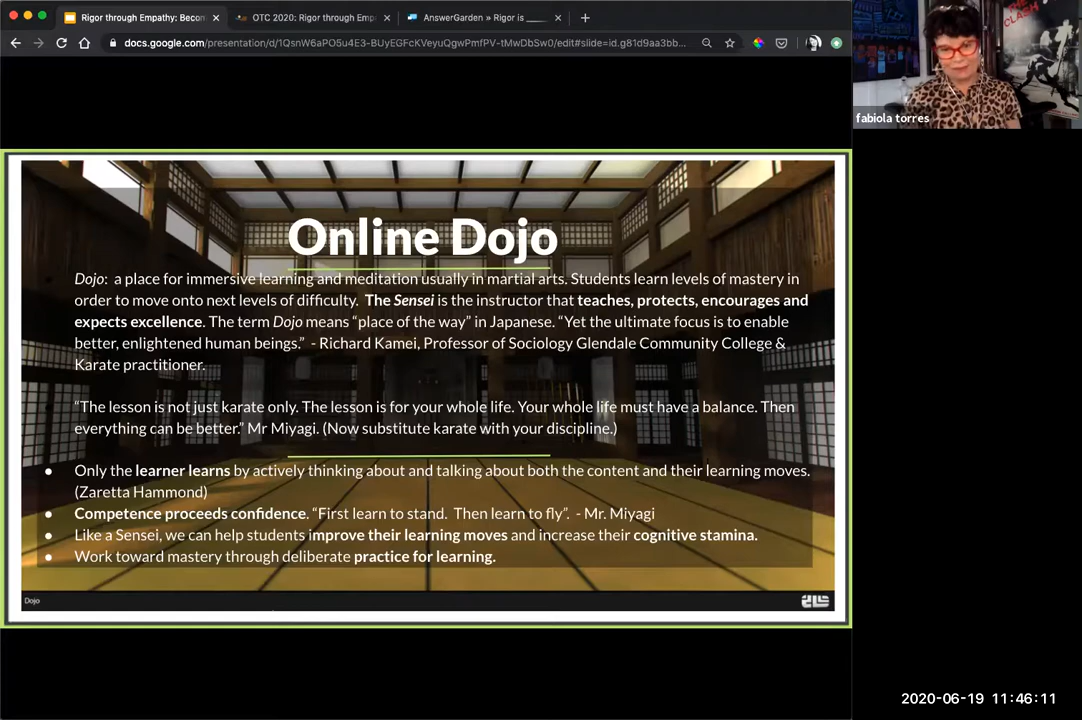 Rigor through Empathy: Becon
OTC 2020: Rigor through Emp
AnswerGarden » Rigor is ____
docs.google.com/presentation/d/1QsnW6aPO5u4E3-BUyEGFcKVeyuQgwPmfPV-tMwDbSw0/edit#slide=id.g81d9aa3bb...
THE CLASH
fabiola torres
Online Dojo
Dojo: a place for immersive learning and meditation usually in martial arts. Students learn levels of mastery in
order to move onto next levels of difficulty. The Sensei is the instructor that teaches, protects, encourages and
expects excellence. The term Dojo means “place of the way” in Japanese. “Yet the ultimate focus is to enable
better, enlightened human beings.” - Richard Kamei, Professor of Sociology Glendale Community College &
Karate practitioner.
“The lesson is not just karate only. The lesson is for your whole life. Your whole life must have a balance. Then
everything can be better.” Mr Miyagi. (Now substitute karate with your discipline.)
● Only the learner learns by actively thinking about and talking about both the content and their learning moves.
(Zaretta Hammond)
● Competence proceeds confidence. “First learn to stand. Then learn to fly”. - Mr. Miyagi
● Like a Sensei, we can help students improve their learning moves and increase their cognitive stamina.
● Work toward mastery through deliberate practice for learning.
Dojo
2020-06-19 11:46:11